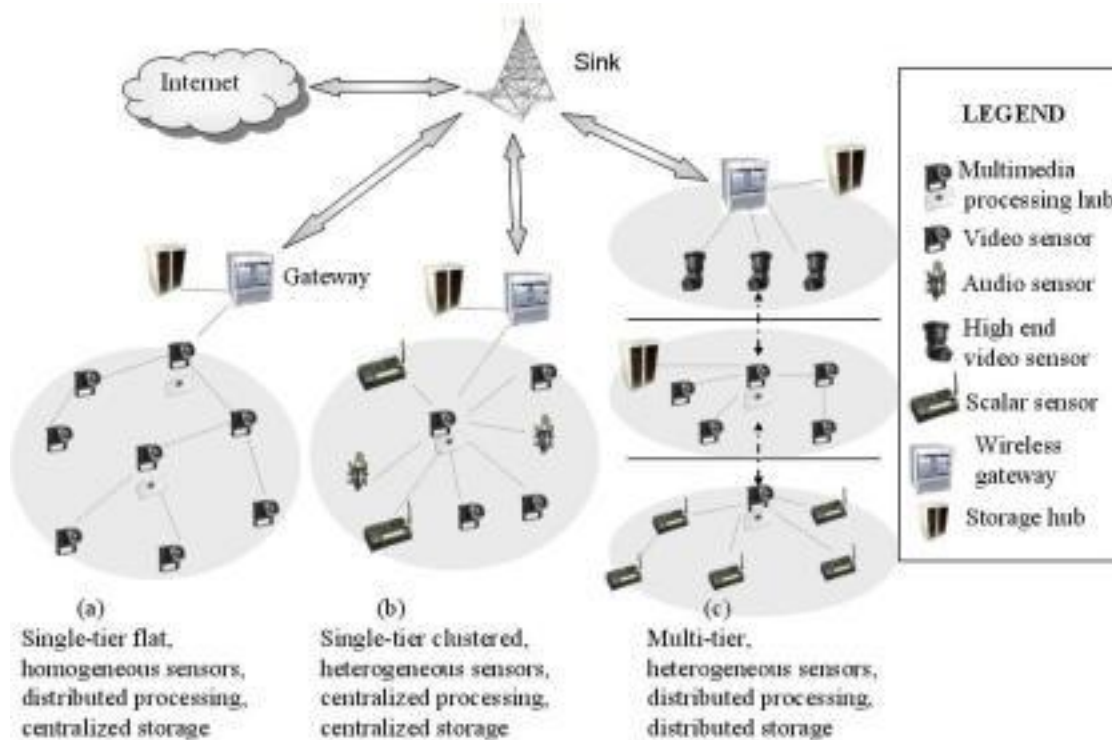 Internet
Sink
Gateway
LEGEND
Multimedia
processing hub
Video sensor
Audio sensor
High end
video sensor
Scalar sensor
Wireless
gateway
Storage hub
(a)
Single-tier flat,
homogeneous sensors,
distributed processing,
centralized storage
(b)
Single-tier clustered,
heterogeneous sensors,
centralized processing,
centralized storage
(c)
Multi-tier,
heterogeneous sensors,
distributed processing,
distributed storage